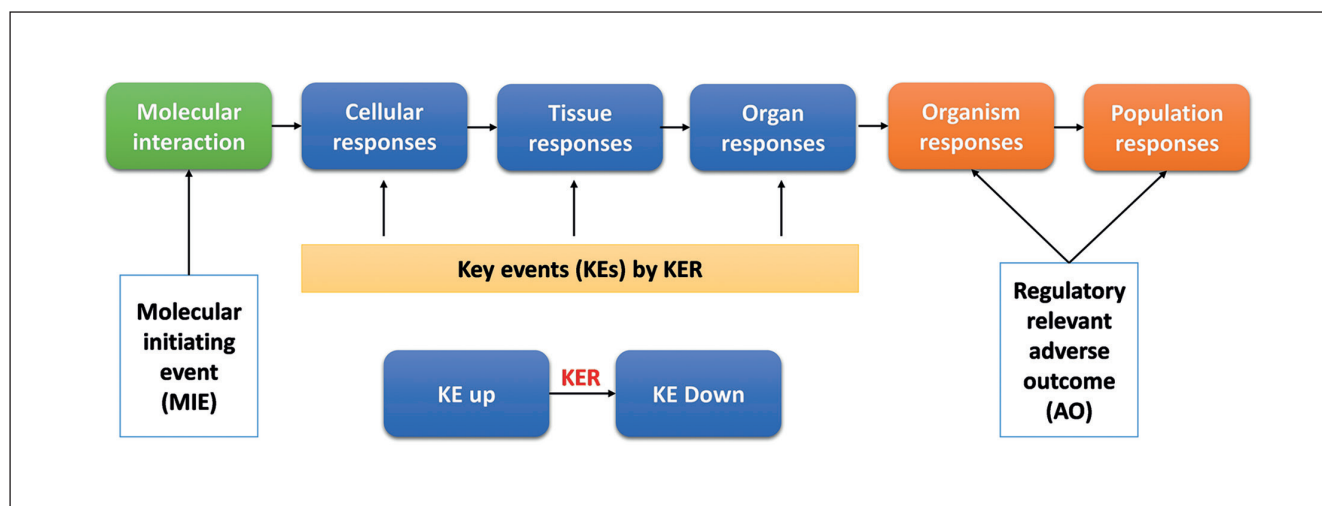 Molecular
interaction
Cellular
responses
Tissue
responses
Organ
responses
Organism
responses
Population
responses
Key events (KEs) by KER
Molecular
initiating
event
(MIE)
Regulatory
relevant
adverse
outcome
(AO)
KE up
KER
KE Down